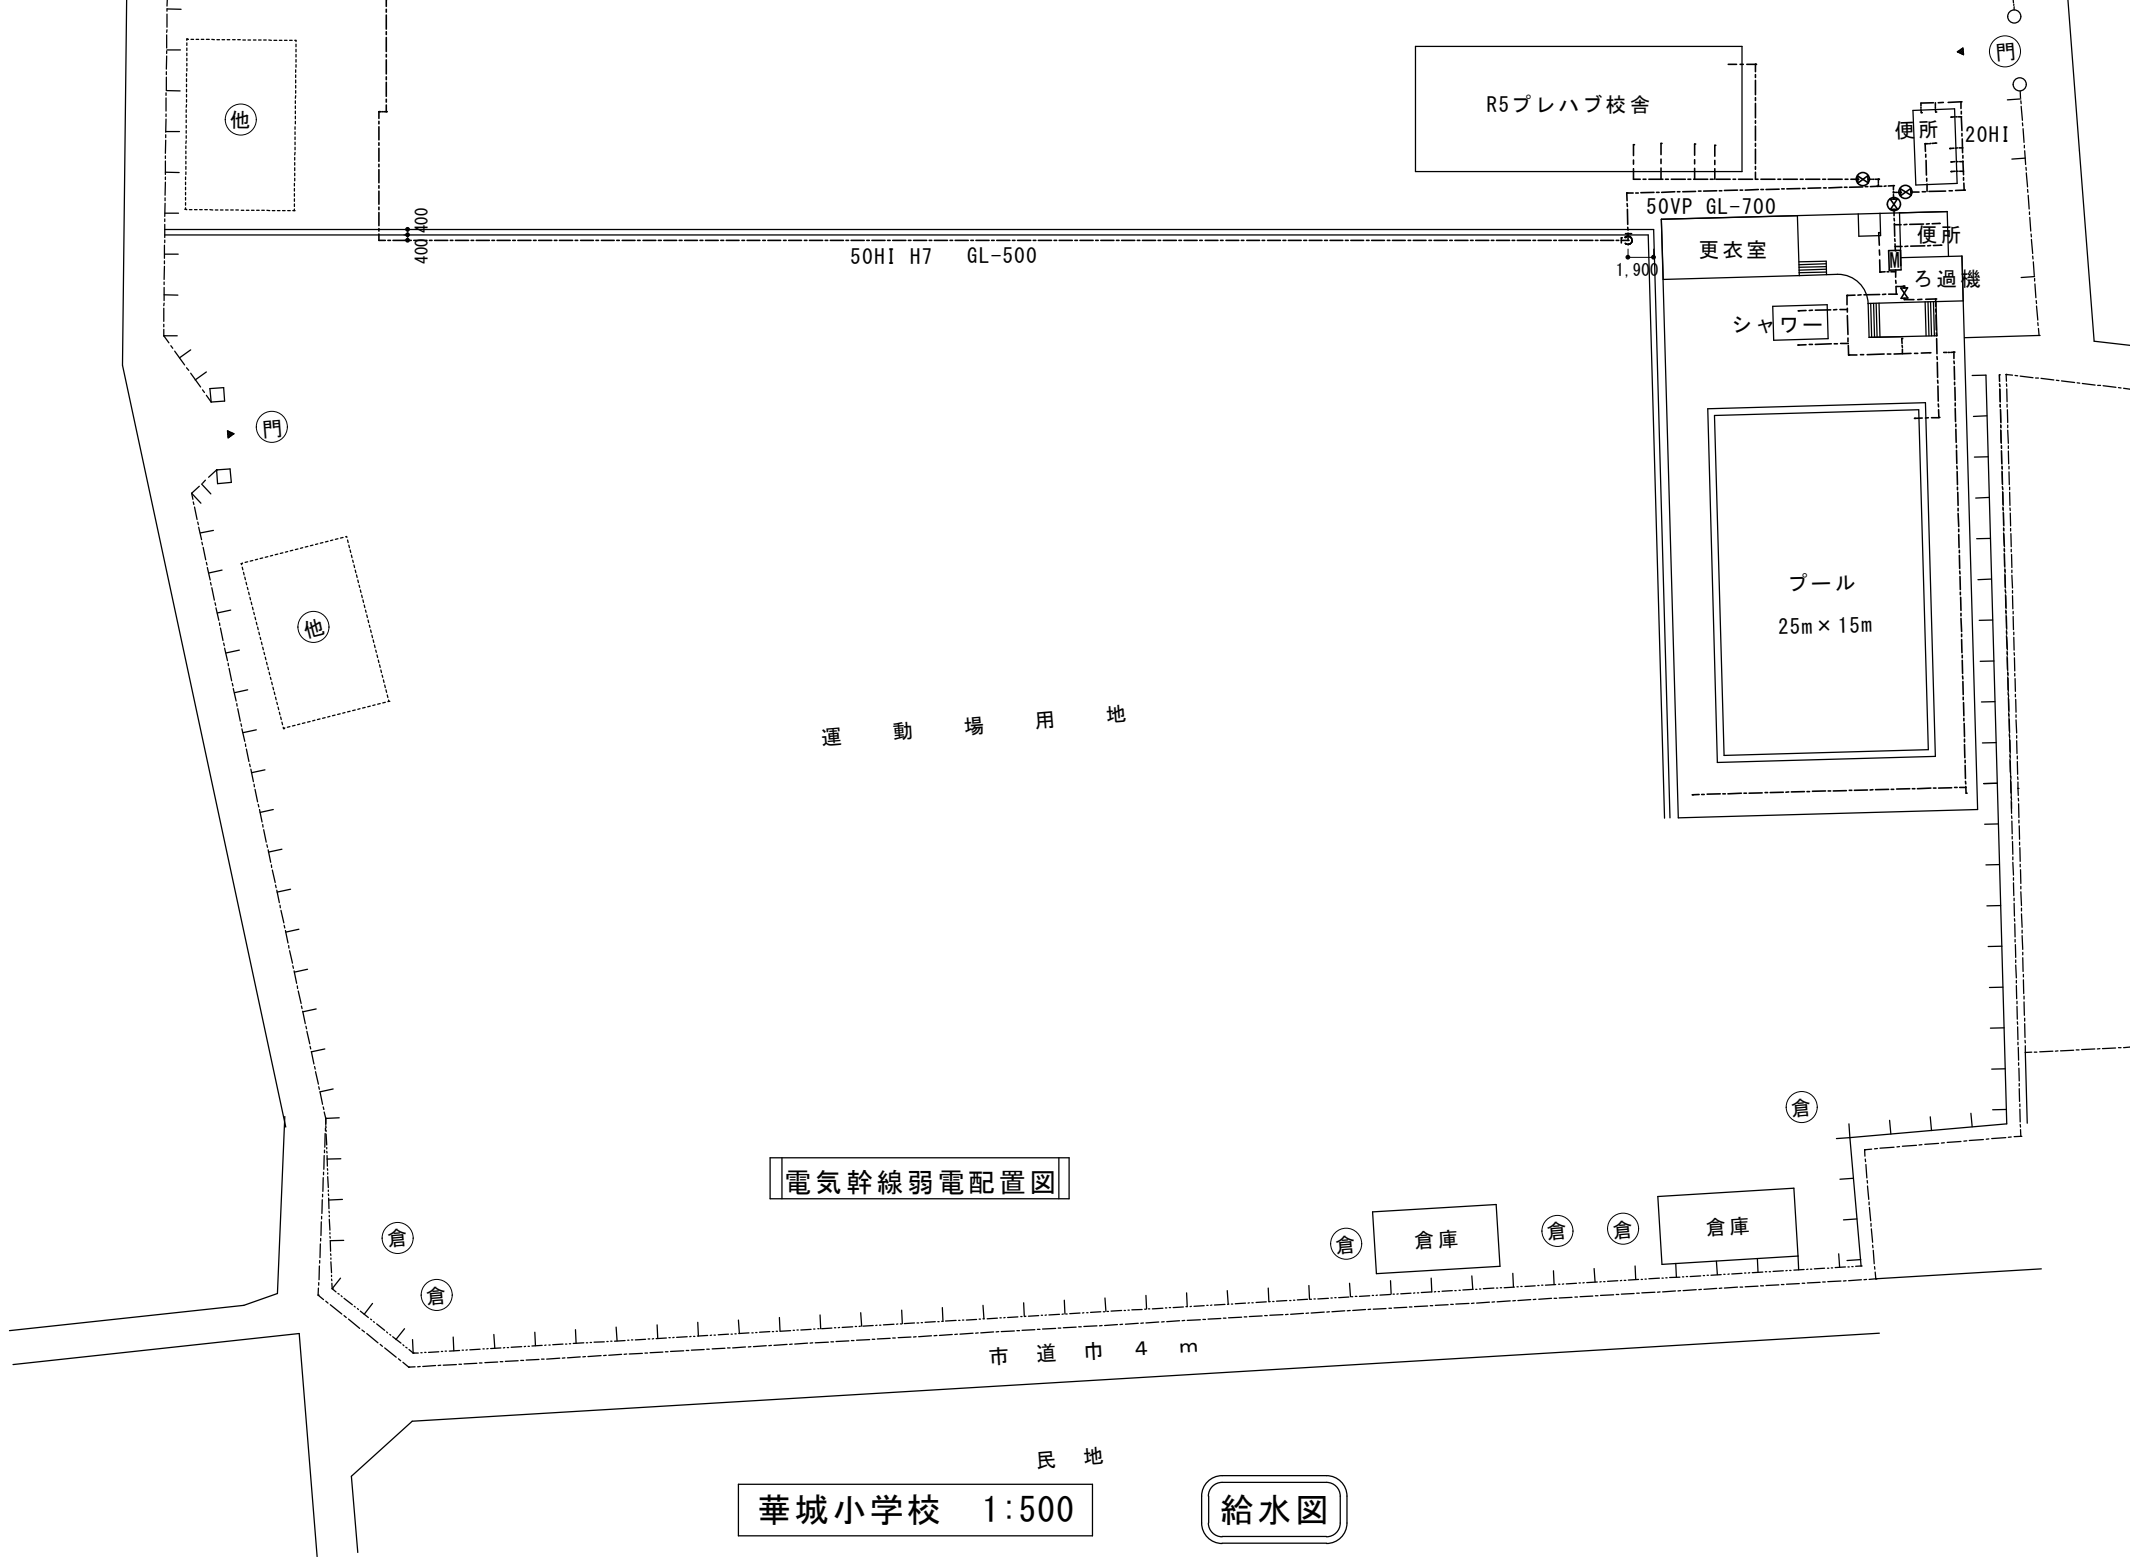 門
R5プレハブ校舎
他
便所
20HI
50VP GL-700
400 400
50HI H7 GL-500
1,900
更衣室
便所
M
ろ過機
シャワー
門
プール
25m×15m
他
運動場用地
倉
電気幹線弱電配置図
倉
倉
倉庫
倉
倉
倉庫
倉
市道巾4m
民地
華城小学校 1:500
給水図